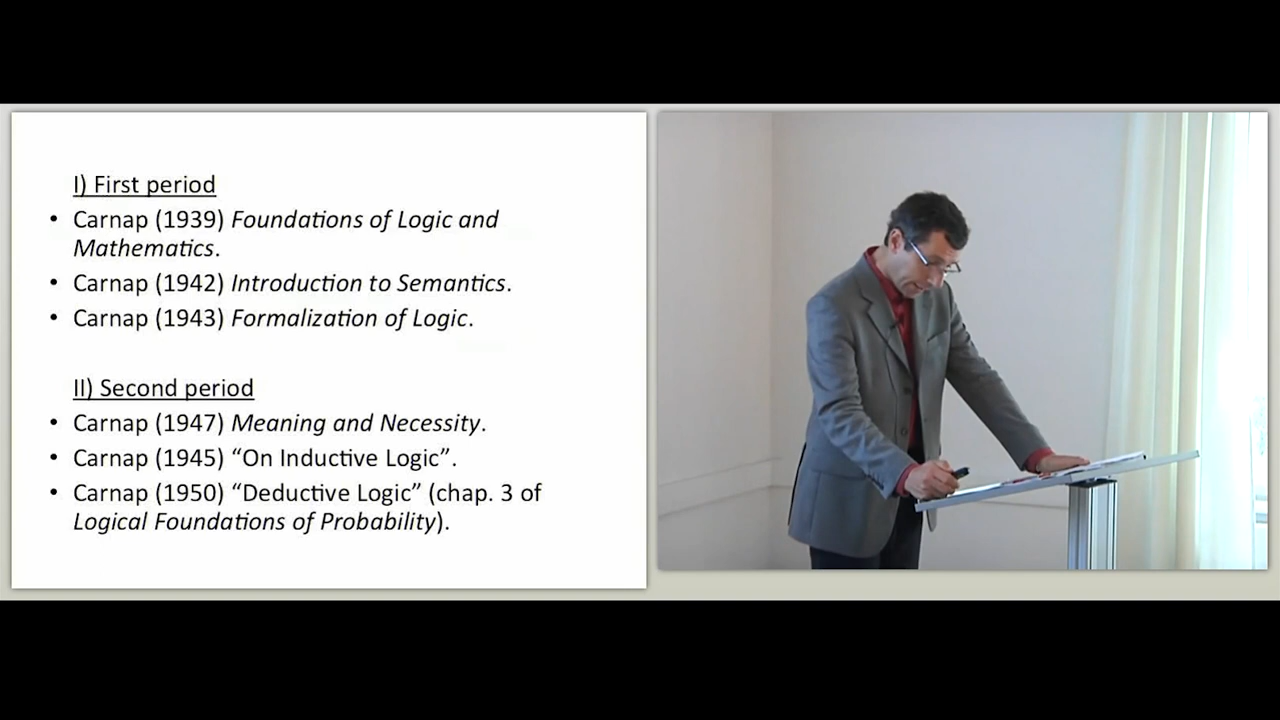 I) First period
• Carnap (1939) Foundations of Logic and
Mathematics.
• Carnap (1942) Introduction to Semantics.
• Carnap (1943) Formalization of Logic.
II) Second period
• Carnap (1947) Meaning and Necessity.
• Carnap (1945) “On Inductive Logic”.
• Carnap (1950) “Deductive Logic” (chap. 3 of
Logical Foundations of Probability).